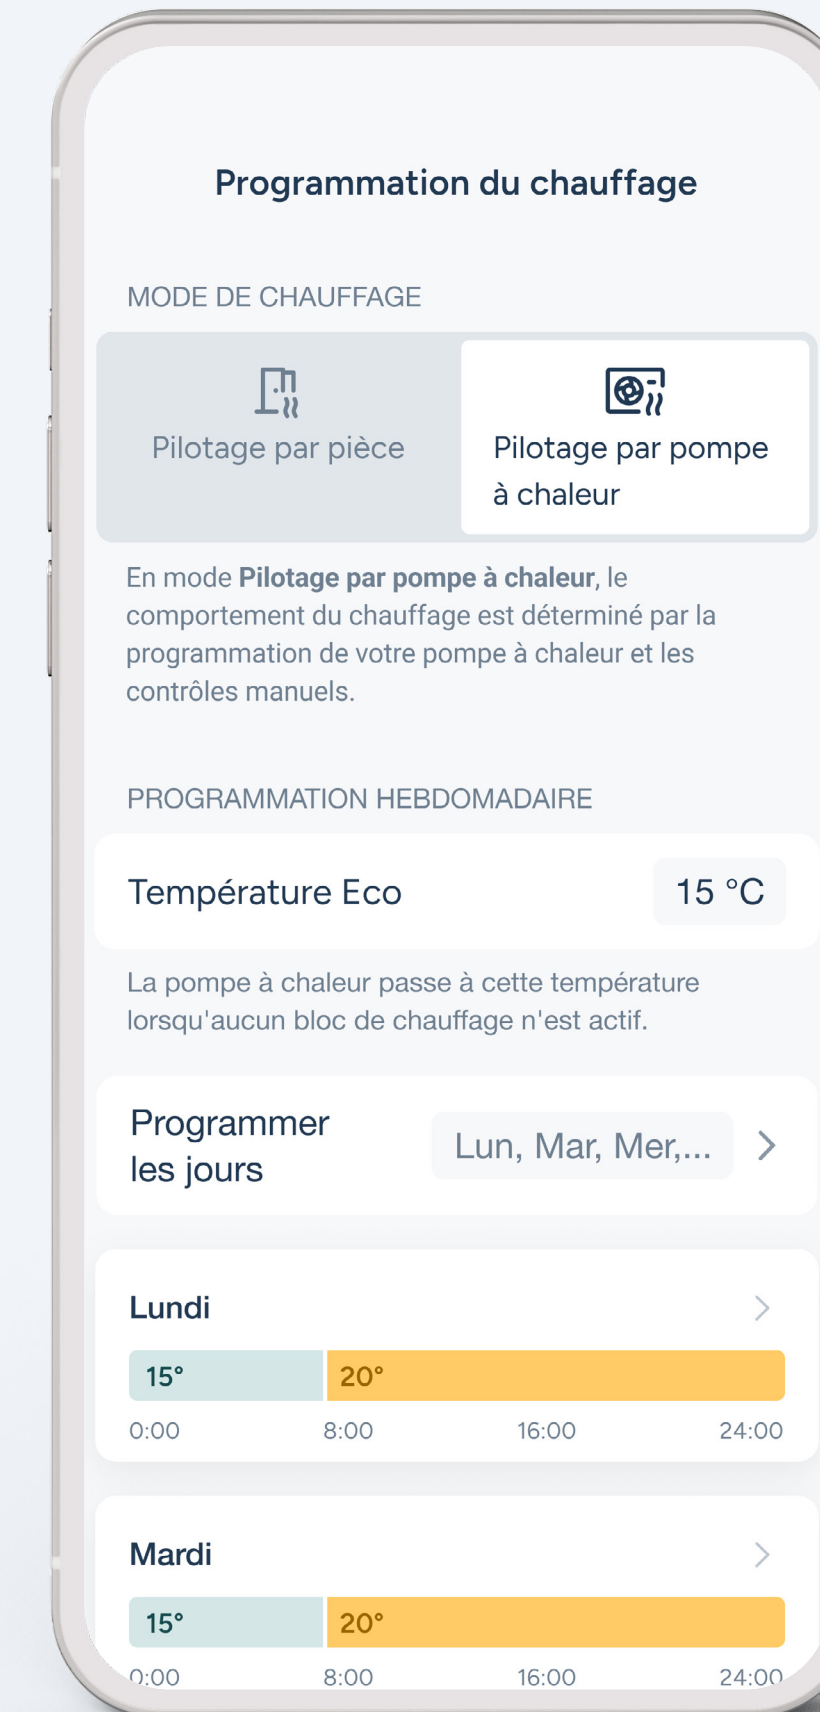 Programmation du chauffage
MODE DE CHAUFFAGE
Pilotage par pièce
Pilotage par pompe
à chaleur
En mode Pilotage par pompe à chaleur, le
comportement du chauffage est déterminé par la
programmation de votre pompe à chaleur et les
contrôles manuels.
PROGRAMMATION HEBDOMADAIRE
Température Eco 15 °C
La pompe à chaleur passe à cette température
lorsqu'aucun bloc de chauffage n'est actif.
Programmer
les jours
Lun, Mar, Mer,...
Lundi
15° 20°
0:00 8:00 16:00 24:00
Mardi
15° 20°
0:00 8:00 16:00 24:00